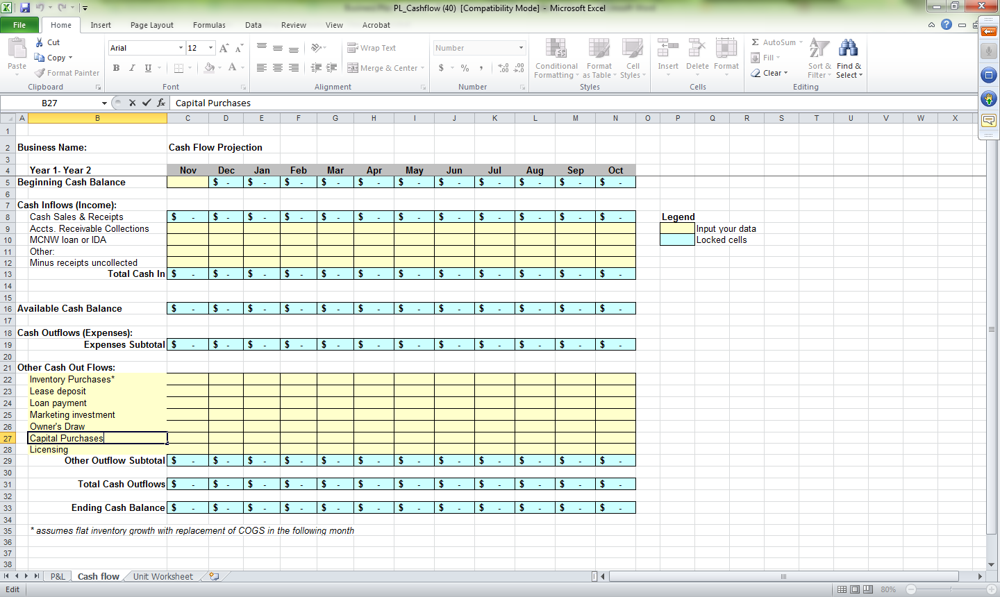 PL_Cashflow (40) [Compatibility Mode] - Microsoft Excel
File Home Insert Page Layout Formulas Data Review View Acrobat
Paste
Cut
Copy
Format Painter
Clipboard
Arial 12
B I U
Font
Wrap Text
Merge & Center
Alignment
Number
$ % ,
Number
Conditional Formatting
Format as Table
Cell Styles
Styles
Insert Delete Format
Cells
AutoSum
Fill
Clear
Sort & Filter
Find & Select
Editing
B27 fx Capital Purchases
A B C D E F G H I J K L M N O P Q R S T U V W X
1
2 Business Name: Cash Flow Projection
3
4 Year 1- Year 2 Nov Dec Jan Feb Mar Apr May Jun Jul Aug Sep Oct
5 Beginning Cash Balance $ - $ - $ - $ - $ - $ - $ - $ - $ - $ - $ -
6
7 Cash Inflows (Income):
8 Cash Sales & Receipts $ - $ - $ - $ - $ - $ - $ - $ - $ - $ - $ - $ - Legend
9 Accts. Receivable Collections Input your data
10 MCNW loan or IDA Locked cells
11 Other:
12 Minus receipts uncollected
13 Total Cash In $ - $ - $ - $ - $ - $ - $ - $ - $ - $ - $ - $ -
14
15
16 Available Cash Balance $ - $ - $ - $ - $ - $ - $ - $ - $ - $ - $ - $ -
17
18 Cash Outflows (Expenses):
19 Expenses Subtotal $ - $ - $ - $ - $ - $ - $ - $ - $ - $ - $ - $ -
20
21 Other Cash Out Flows:
22 Inventory Purchases*
23 Lease deposit
24 Loan payment
25 Marketing investment
26 Owner's Draw
27 Capital Purchases
28 Licensing
29 Other Outflow Subtotal $ - $ - $ - $ - $ - $ - $ - $ - $ - $ - $ - $ -
30
31 Total Cash Outflows $ - $ - $ - $ - $ - $ - $ - $ - $ - $ - $ - $ -
32
33 Ending Cash Balance $ - $ - $ - $ - $ - $ - $ - $ - $ - $ - $ - $ -
34
35 * assumes flat inventory growth with replacement of COGS in the following month
36
37
38
P&L Cash flow Unit Worksheet
Edit 80%